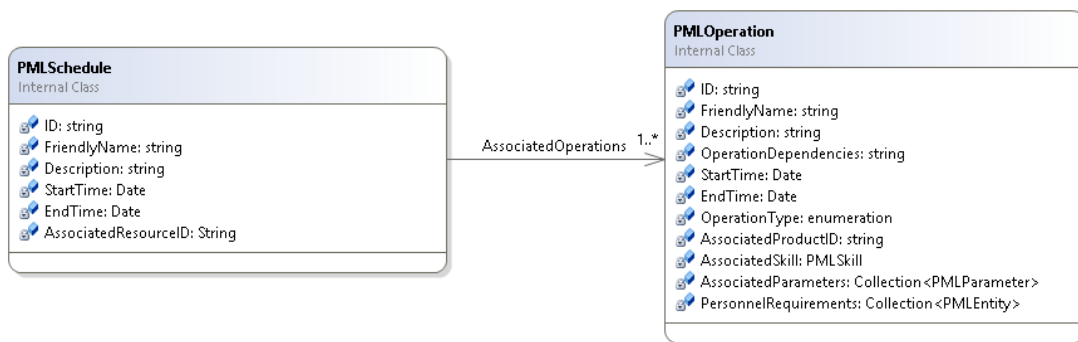 PMLSchedule
Internal Class
ID: string
FriendlyName: string
Description: string
StartTime: Date
EndTime: Date
AssociatedResourceID: String
AssociatedOperations
1..*
PMLOperation
Internal Class
ID: string
FriendlyName: string
Description: string
OperationDependencies: string
StartTime: Date
EndTime: Date
OperationType: enumeration
AssociatedProductID: string
AssociatedSkill: PMLSkill
AssociatedParameters: Collection<PMLParameter>
PersonnelRequirements: Collection<PMLEntity>